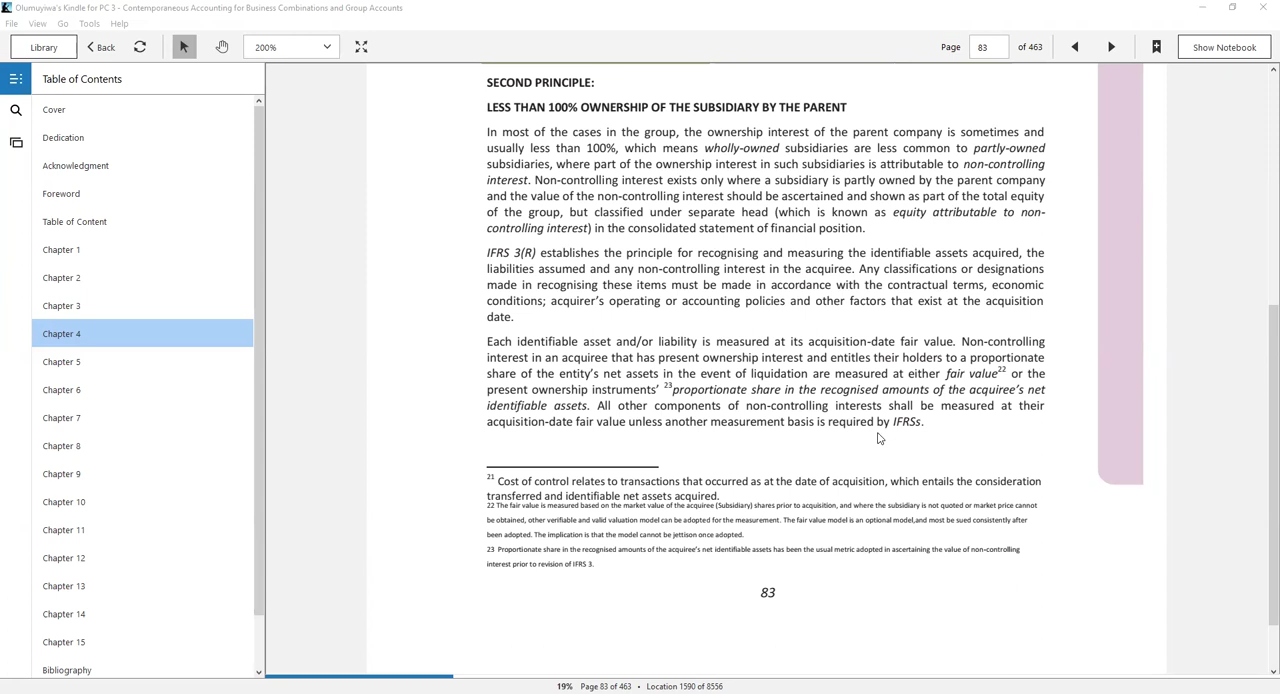 Olumuyiwa's Kindle for PC 3 - Contemporaneous Accounting for Business Combinations and Group Accounts
File View Go Tools Help
Library Back 200% Page 83 of 463 Show Notebook
Table of Contents
Cover
Dedication
Acknowledgment
Foreword
Table of Content
Chapter 1
Chapter 2
Chapter 3
Chapter 4
Chapter 5
Chapter 6
Chapter 7
Chapter 8
Chapter 9
Chapter 10
Chapter 11
Chapter 12
Chapter 13
Chapter 14
Chapter 15
Bibliography
SECOND PRINCIPLE:
LESS THAN 100% OWNERSHIP OF THE SUBSIDIARY BY THE PARENT
In most of the cases in the group, the ownership interest of the parent company is sometimes and
usually less than 100%, which means wholly-owned subsidiaries are less common to partly-owned
subsidiaries, where part of the ownership interest in such subsidiaries is attributable to non-controlling
interest. Non-controlling interest exists only where a subsidiary is partly owned by the parent company
and the value of the non-controlling interest should be ascertained and shown as part of the total equity
of the group, but classified under separate head (which is known as equity attributable to non-
controlling interest) in the consolidated statement of financial position.
IFRS 3(R) establishes the principle for recognising and measuring the identifiable assets acquired, the
liabilities assumed and any non-controlling interest in the acquiree. Any classifications or designations
made in recognising these items must be made in accordance with the contractual terms, economic
conditions; acquirer's operating or accounting policies and other factors that exist at the acquisition
date.
Each identifiable asset and/or liability is measured at its acquisition-date fair value. Non-controlling
interest in an acquiree that has present ownership interest and entitles their holders to a proportionate
share of the entity's net assets in the event of liquidation are measured at either fair value22 or the
present ownership instruments' 23proportionate share in the recognised amounts of the acquiree's net
identifiable assets. All other components of non-controlling interests shall be measured at their
acquisition-date fair value unless another measurement basis is required by IFRSs.
21 Cost of control relates to transactions that occurred as at the date of acquisition, which entails the consideration
transferred and identifiable net assets acquired.
22 The fair value is measured based on the market value of the acquiree (Subsidiary) shares prior to acquisition, and where the subsidiary is not quoted or market price cannot
be obtained, other verifiable and valid valuation model can be adopted for the measurement. The fair value model is an optional model,and most be sued consistently after
been adopted. The implication is that the model cannot be jettison once adopted.
23 Proportionate share in the recognised amounts of the acquiree's net identifiable assets has been the usual metric adopted in ascertaining the value of non-controlling
interest prior to revision of IFRS 3.
83
19% Page 83 of 463 • Location 1590 of 8556